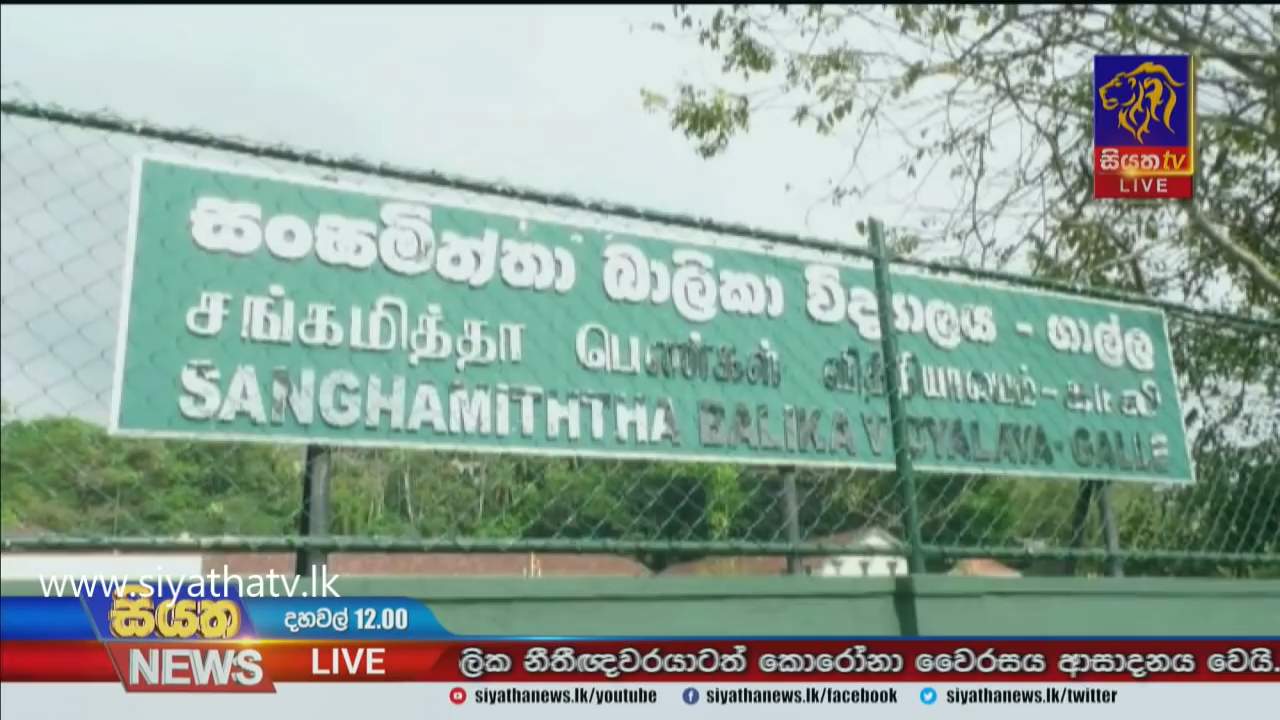 සියත tv
LIVE
සංඝමිත්තා බාලිකා විද්‍යාලය - ගාල්ල
சங்கமித்தா பெண்கள் வித்தியாலயம் - காலி
SANGHAMITHTHA BALIKA VIDYALAYA - GALLE
www.siyathatv.lk
සියත
දහවල් 12.00
NEWS
LIVE
ලික නීතීඥවරයාටත් කොරෝනා වෛරසය ආසාදනය වෙයි.
siyathanews.lk/youtube
siyathanews.lk/facebook
siyathanews.lk/twitter